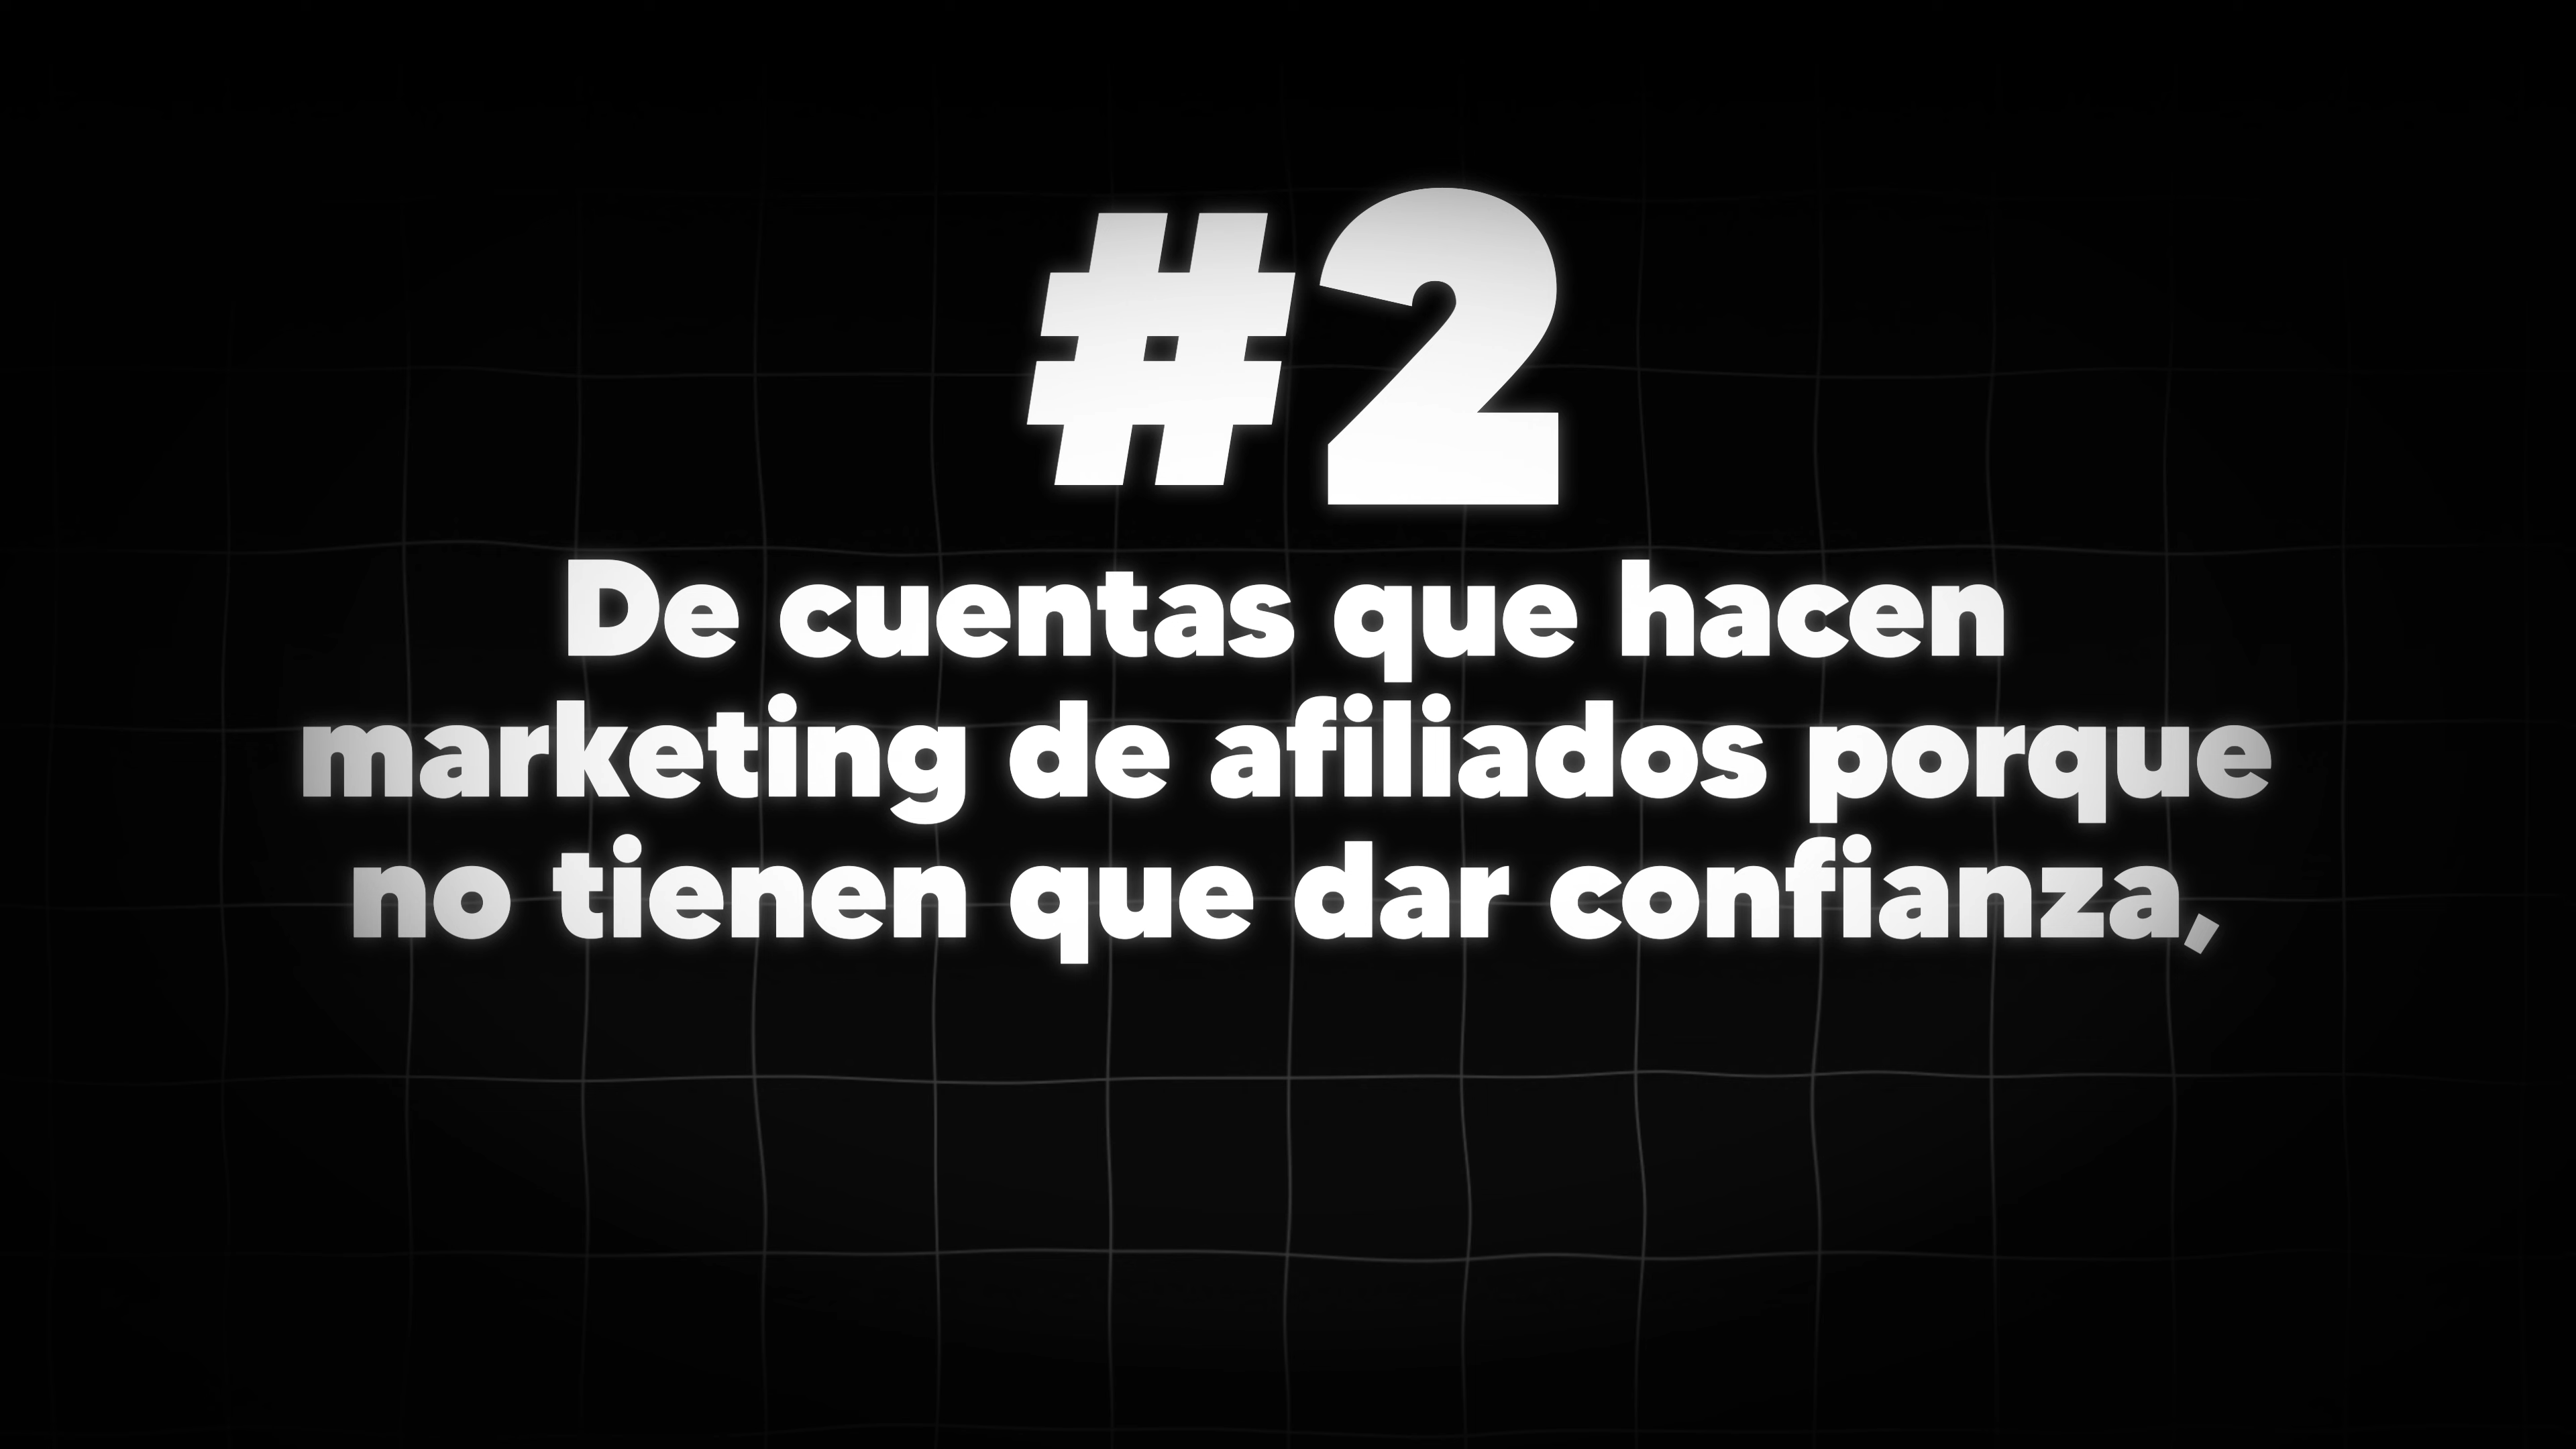 #2
De cuentas que hacen
marketing de afiliados porque
no tienen que dar confianza,